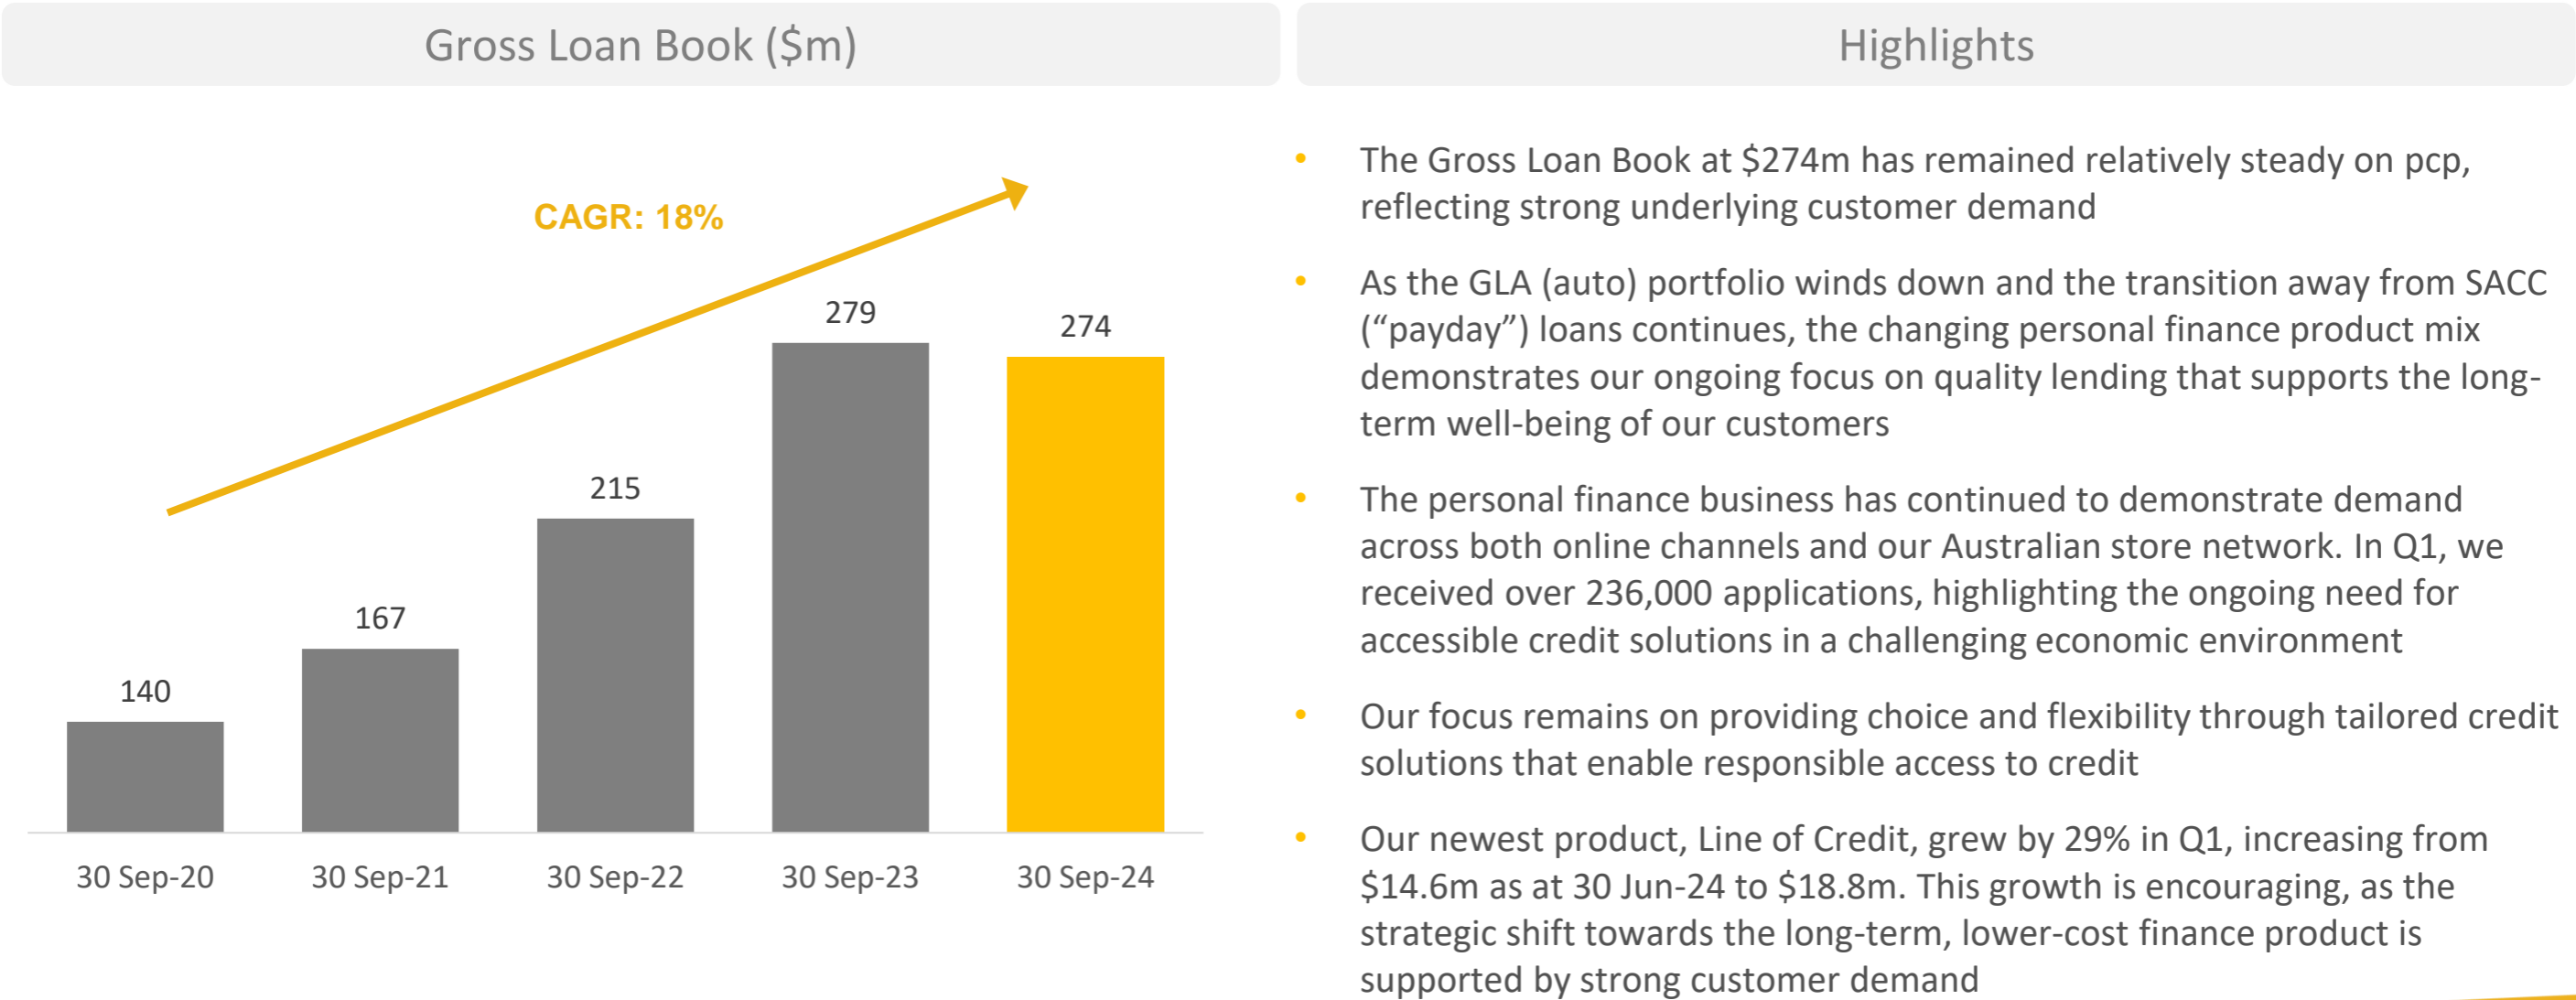 Gross Loan Book ($m)
CAGR: 18%
140
167
215
279
274
30 Sep-20
30 Sep-21
30 Sep-22
30 Sep-23
30 Sep-24
Highlights
• The Gross Loan Book at $274m has remained relatively steady on pcp,
reflecting strong underlying customer demand
• As the GLA (auto) portfolio winds down and the transition away from SACC
(“payday”) loans continues, the changing personal finance product mix
demonstrates our ongoing focus on quality lending that supports the long-
term well-being of our customers
• The personal finance business has continued to demonstrate demand
across both online channels and our Australian store network. In Q1, we
received over 236,000 applications, highlighting the ongoing need for
accessible credit solutions in a challenging economic environment
• Our focus remains on providing choice and flexibility through tailored credit
solutions that enable responsible access to credit
• Our newest product, Line of Credit, grew by 29% in Q1, increasing from
$14.6m as at 30 Jun-24 to $18.8m. This growth is encouraging, as the
strategic shift towards the long-term, lower-cost finance product is
supported by strong customer demand